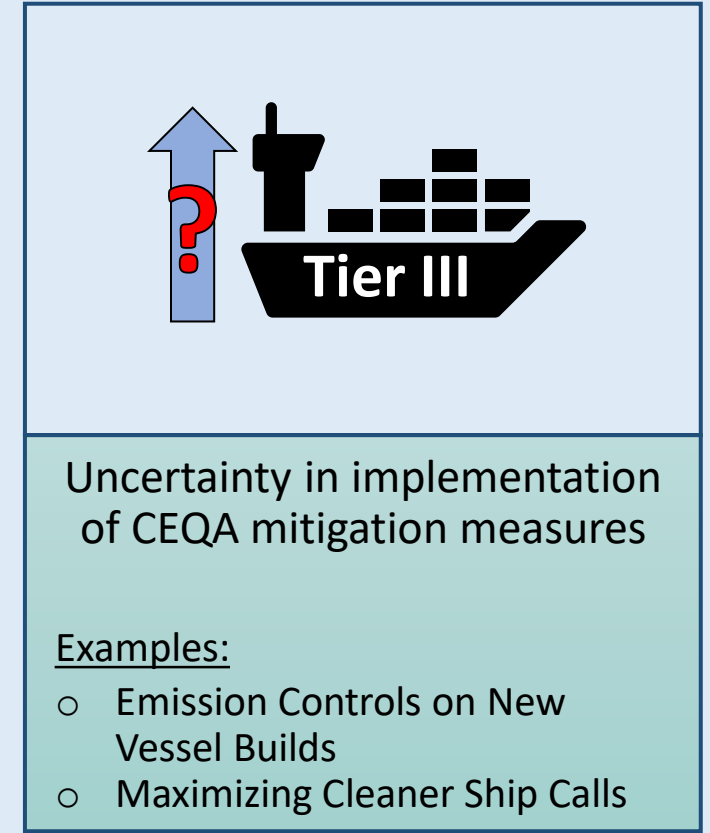 ?
Tier III
Uncertainty in implementation
of CEQA mitigation measures
Examples:
o Emission Controls on New
Vessel Builds
o Maximizing Cleaner Ship Calls